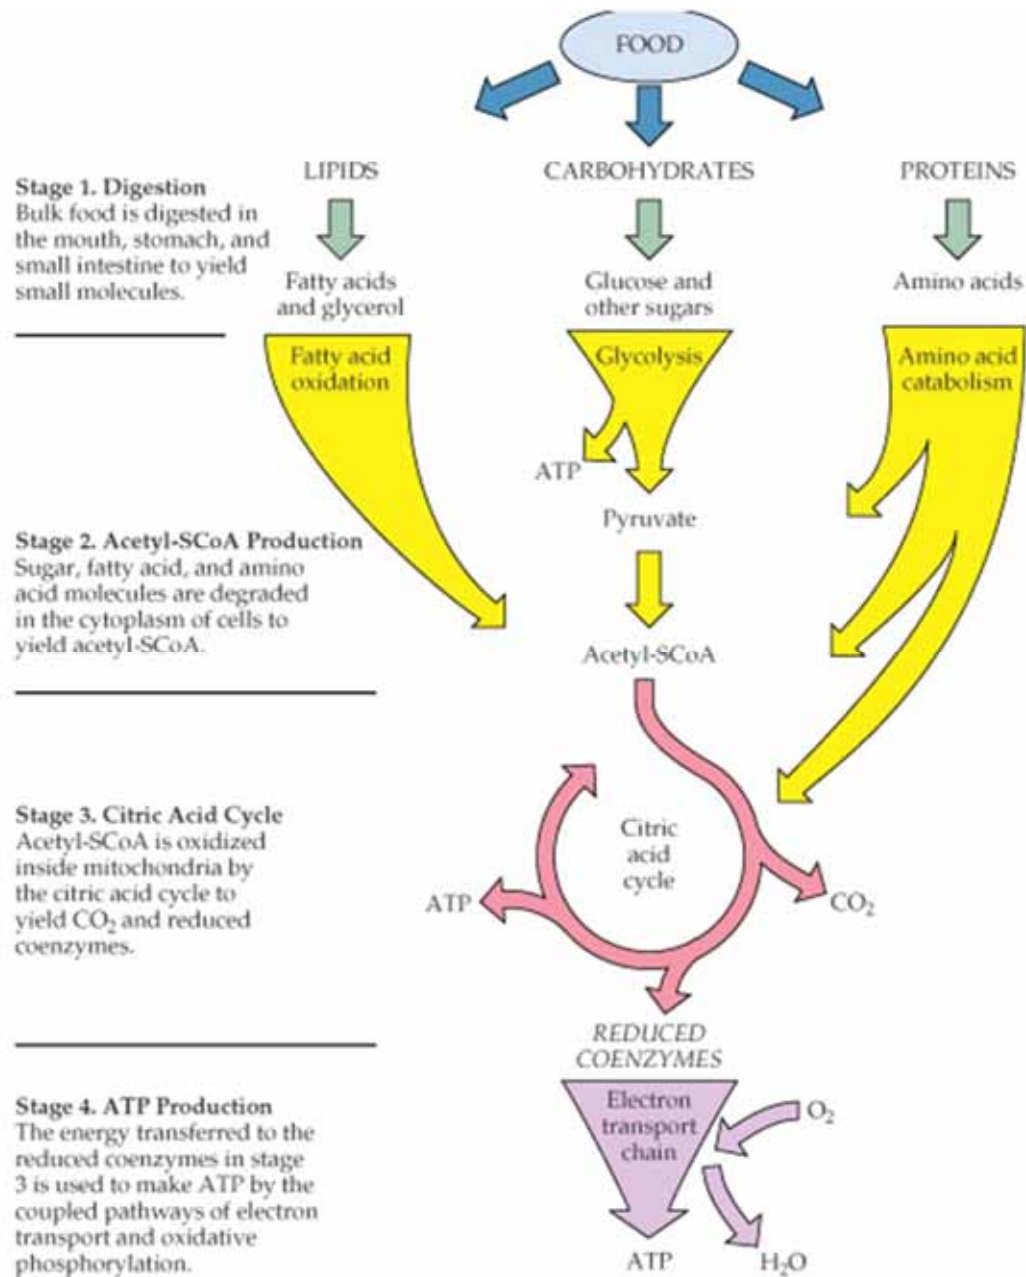 FOOD
LIPIDS
CARBOHYDRATES
PROTEINS
Stage 1. Digestion
Bulk food is digested in
the mouth, stomach, and
small intestine to yield
small molecules.
Fatty acids
and glycerol
Glucose and
other sugars
Amino acids
Fatty acid
oxidation
Glycolysis
Amino acid
catabolism
ATP
Pyruvate
Stage 2. Acetyl-SCoA Production
Sugar, fatty acid, and amino
acid molecules are degraded
in the cytoplasm of cells to
yield acetyl-SCoA.
Acetyl-SCoA
Stage 3. Citric Acid Cycle
Acetyl-SCoA is oxidized
inside mitochondria by
the citric acid cycle to
yield CO₂ and reduced
coenzymes.
Citric
acid
cycle
ATP
CO₂
REDUCED
COENZYMES
Stage 4. ATP Production
The energy transferred to the
reduced coenzymes in stage
3 is used to make ATP by the
coupled pathways of electron
transport and oxidative
phosphorylation.
Electron
transport
chain
O₂
ATP
H₂O